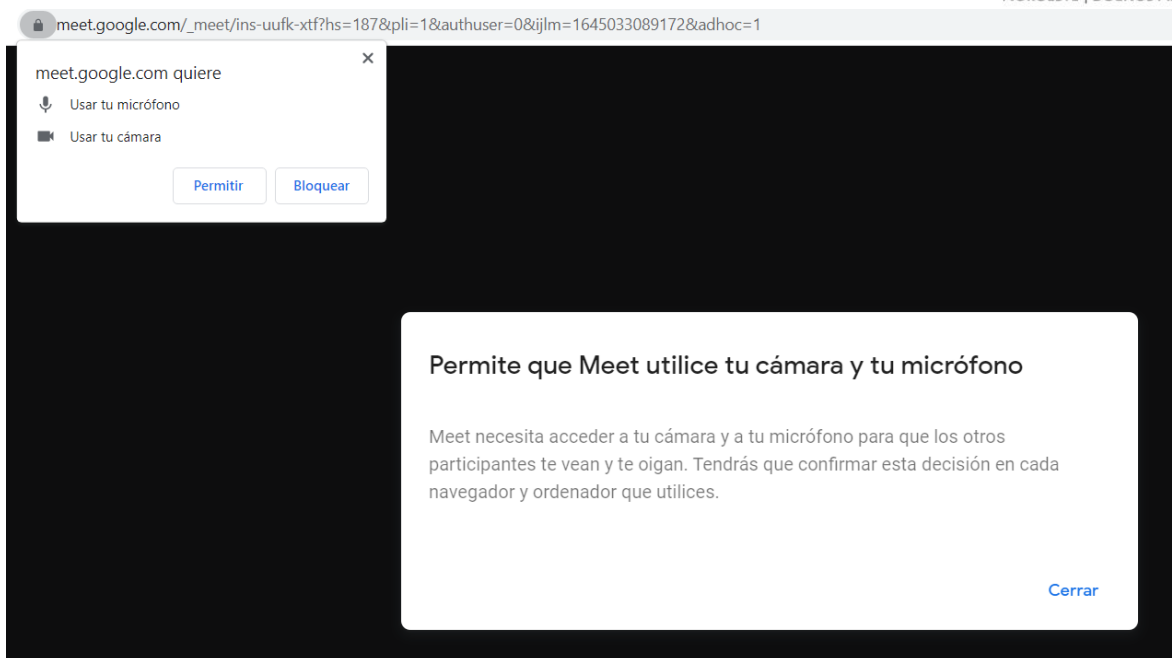 meet.google.com/_meet/ins-uufk-xtf?hs=187&pli=1&authuser=0&ijlm=1645033089172&adhoc=1
meet.google.com quiere
Usar tu micrófono
Usar tu cámara
Permitir Bloquear
Permite que Meet utilice tu cámara y tu micrófono
Meet necesita acceder a tu cámara y a tu micrófono para que los otros
participantes te vean y te oigan. Tendrás que confirmar esta decisión en cada
navegador y ordenador que utilices.
Cerrar